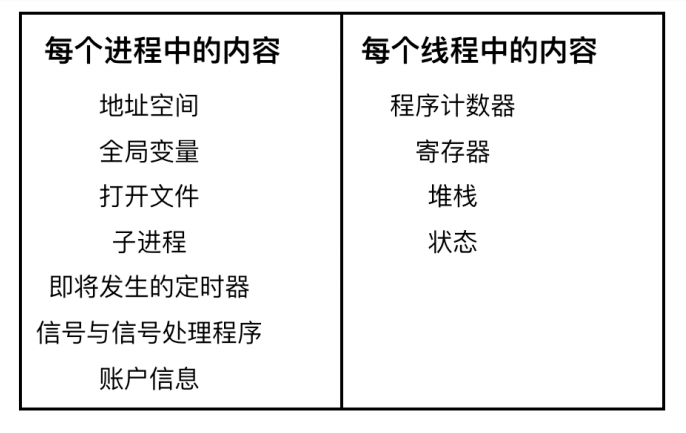 每个进程中的内容
地址空间
全局变量
打开文件
子进程
即将发生的定时器
信号与信号处理程序
账户信息
每个线程中的内容
程序计数器
寄存器
堆栈
状态